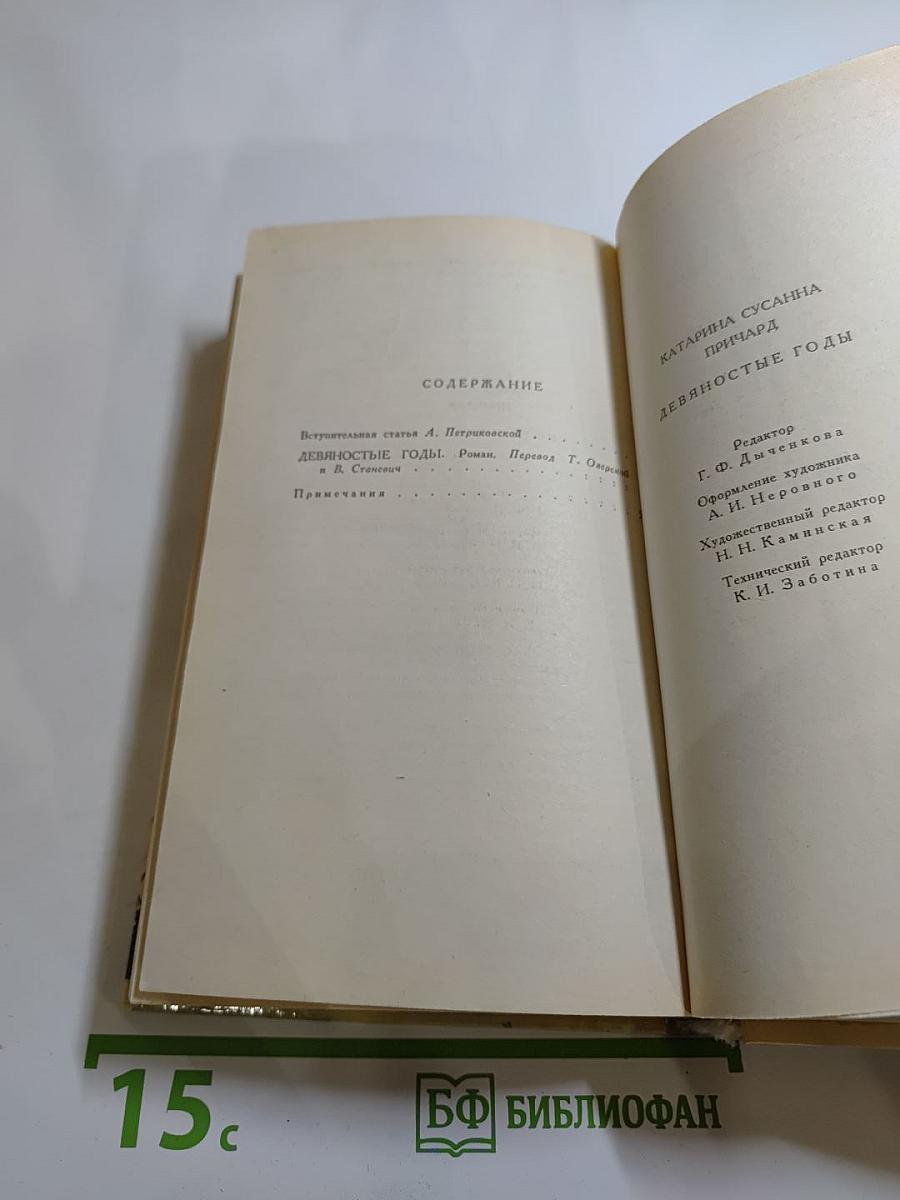 СОДЕРЖАНИЕ
Вступительная статья А. Петриковской . . . . . . .
ДЕВЯНОСТЫЕ ГОДЫ. Роман. Перевод Т. Озерской
и В. Станевич . . . . . . . . . . . . . . .
Примечания . . . . . . . . . . . . . . . .
КАТАРИНА СУСАННА
ПРИЧАРД
ДЕВЯНОСТЫЕ ГОДЫ
Редактор
Г. Ф. Дыченкова
Оформление художника
А. И. Неровного
Художественный редактор
Н. Н. Каминская
Технический редактор
К. И. Заботина
15 с
БФ БИБЛИОФАН